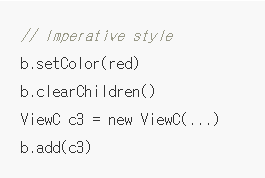 // Imperative style
b.setColor(red)
b.clearChildren()
ViewC c3 = new ViewC(...)
b.add(c3)